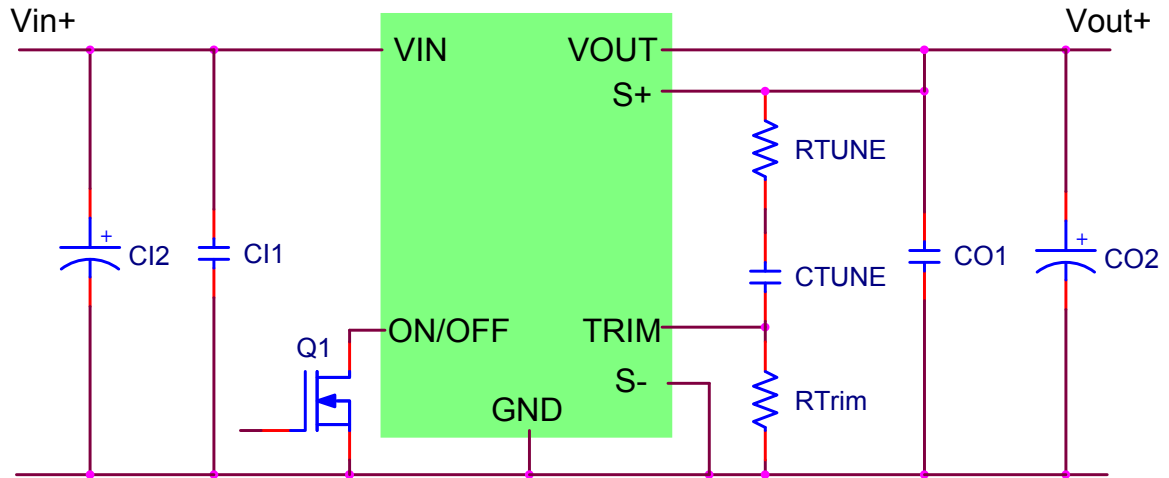 Vin+
Vout+
VIN
VOUT
S+
RTUNE
+
CI2
CI1
CTUNE
CO1
+
CO2
ON/OFF
TRIM
Q1
S-
RTrim
GND